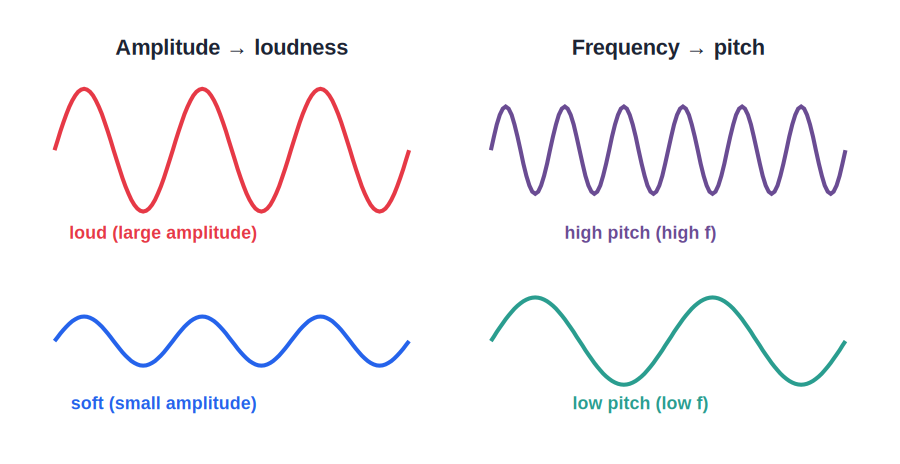 Amplitude → loudness
Frequency → pitch
loud (large amplitude)
high pitch (high f)
soft (small amplitude)
low pitch (low f)